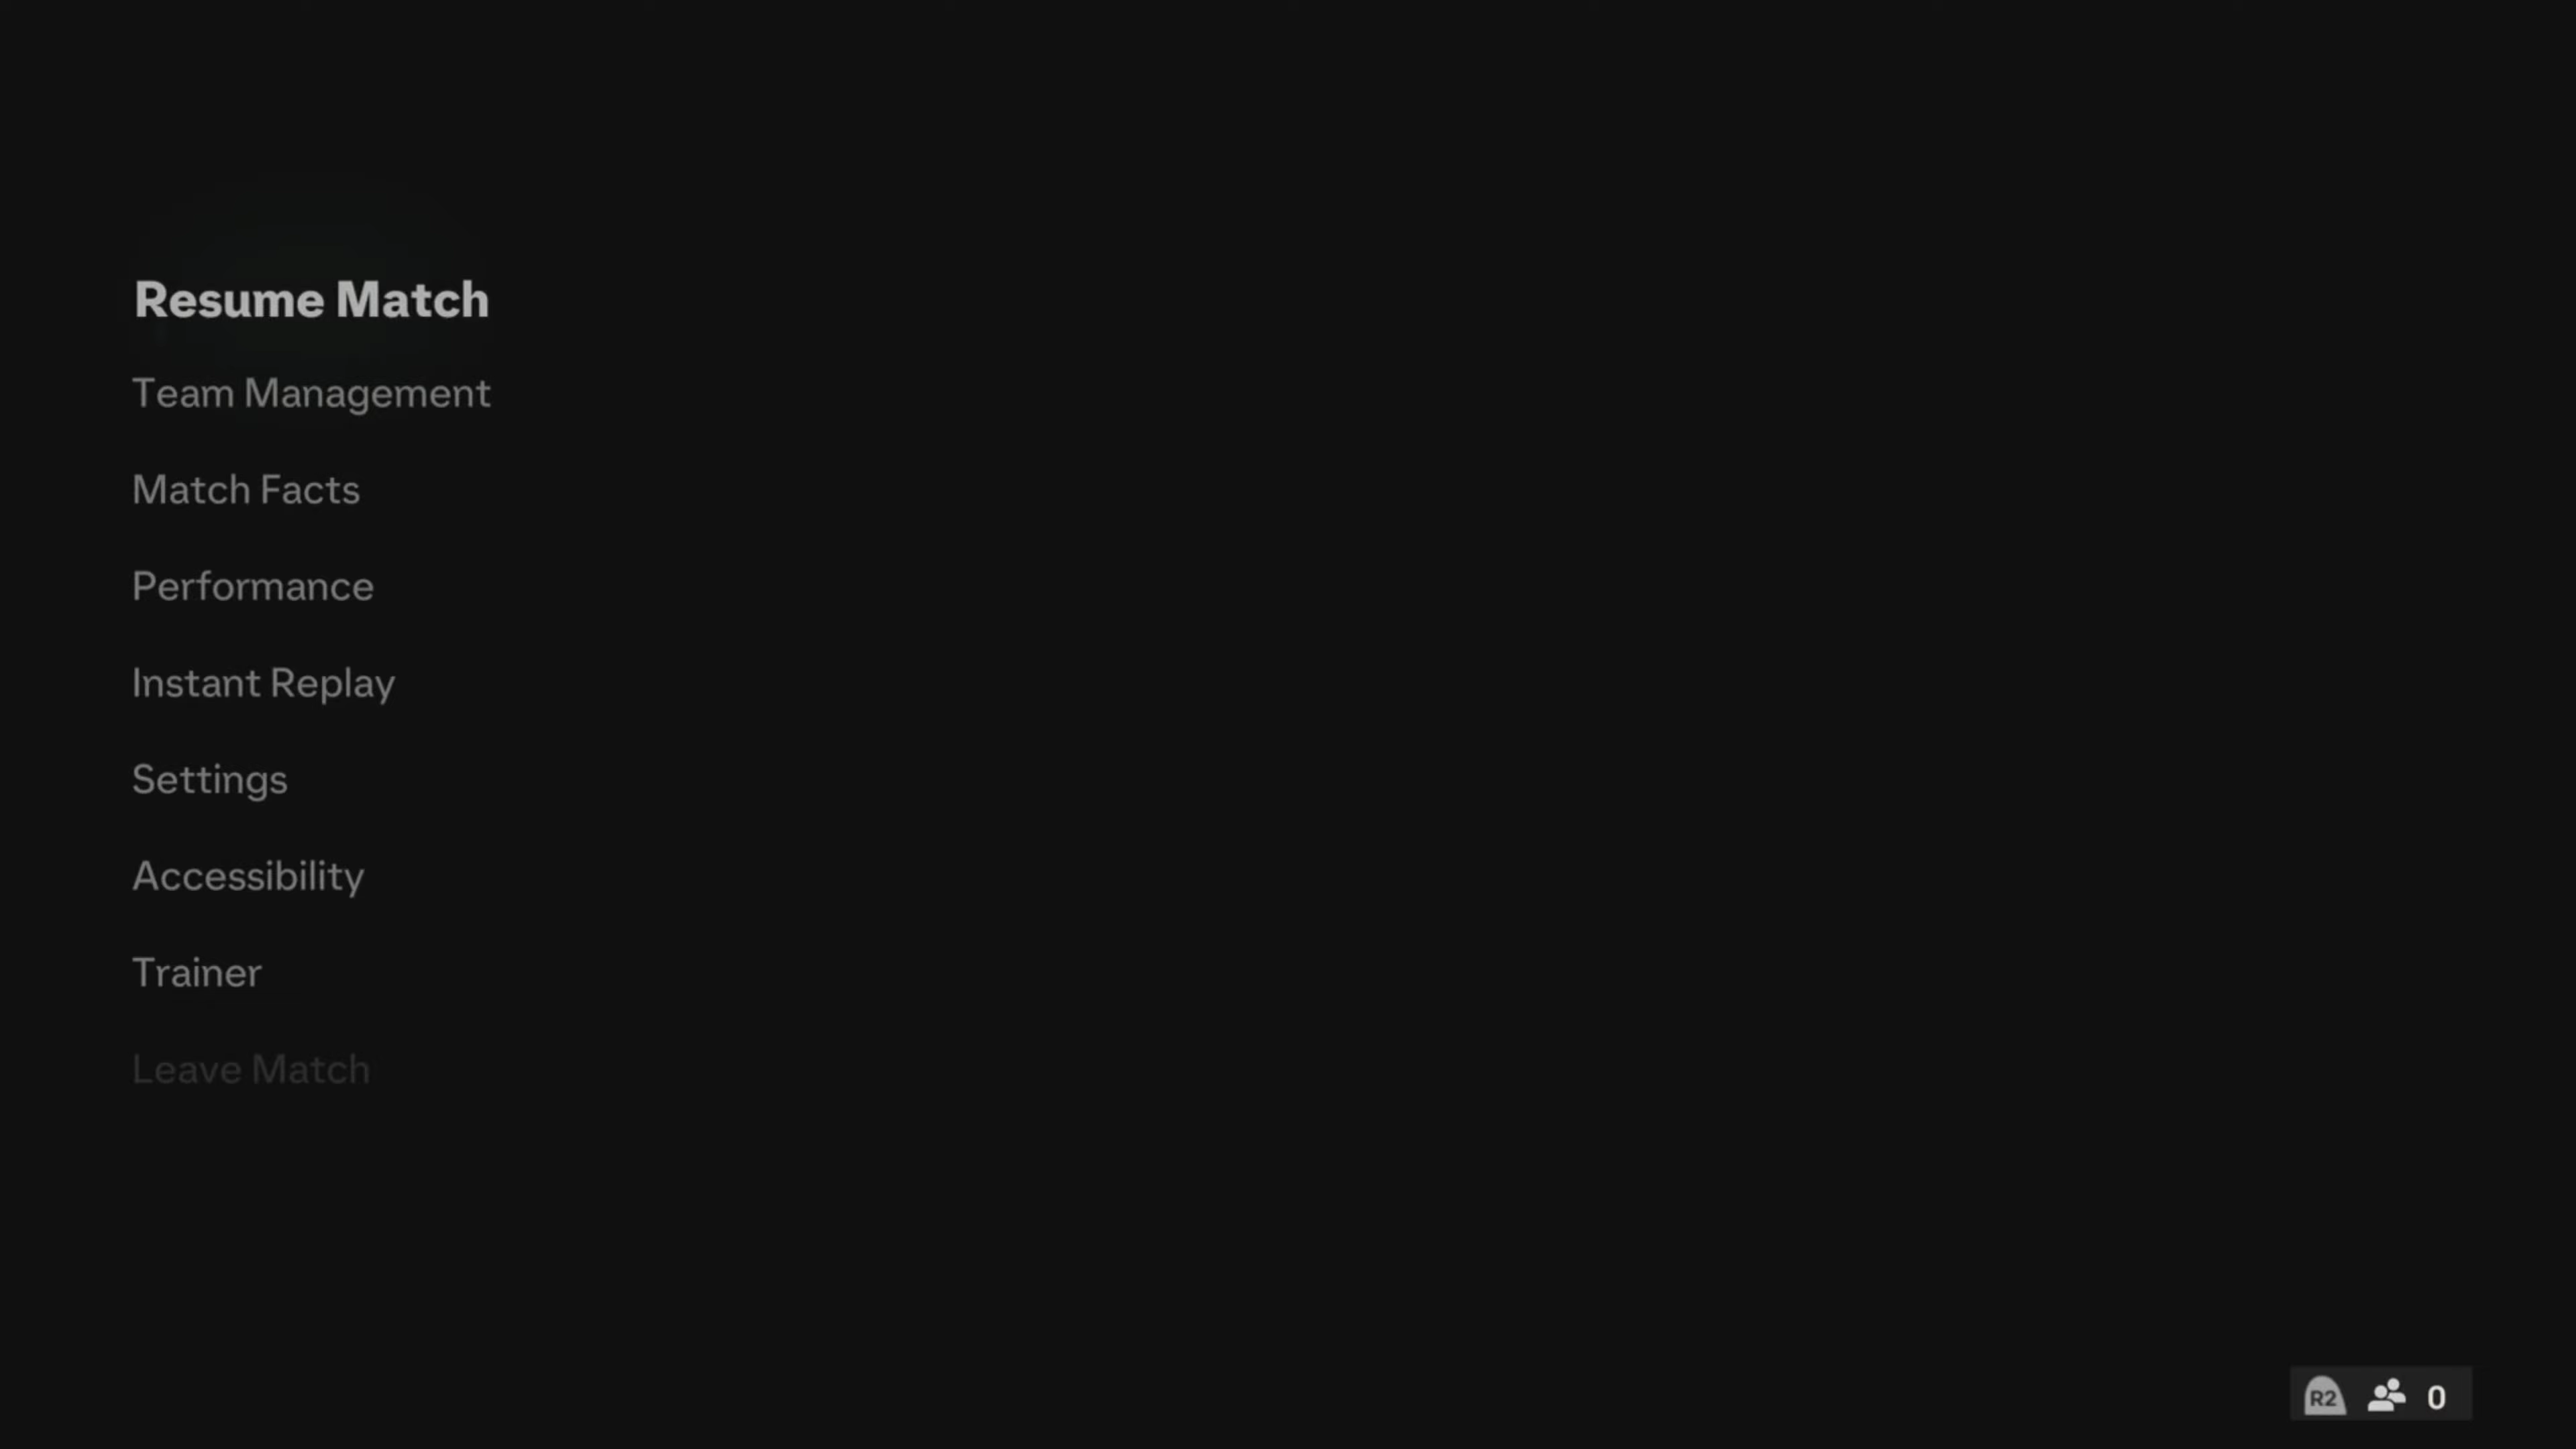 Resume Match
Team Management
Match Facts
Performance
Instant Replay
Settings
Accessibility
Trainer
Leave Match
R2 0